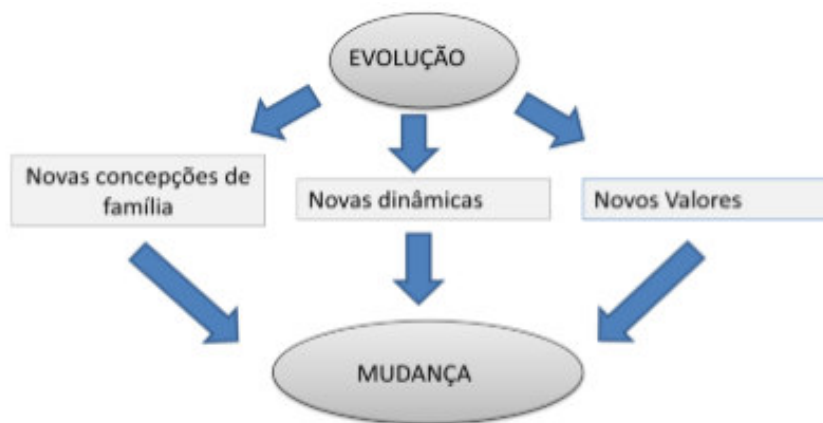 EVOLUÇÃO
Novas concepções de
família
Novas dinâmicas
Novos Valores
MUDANÇA